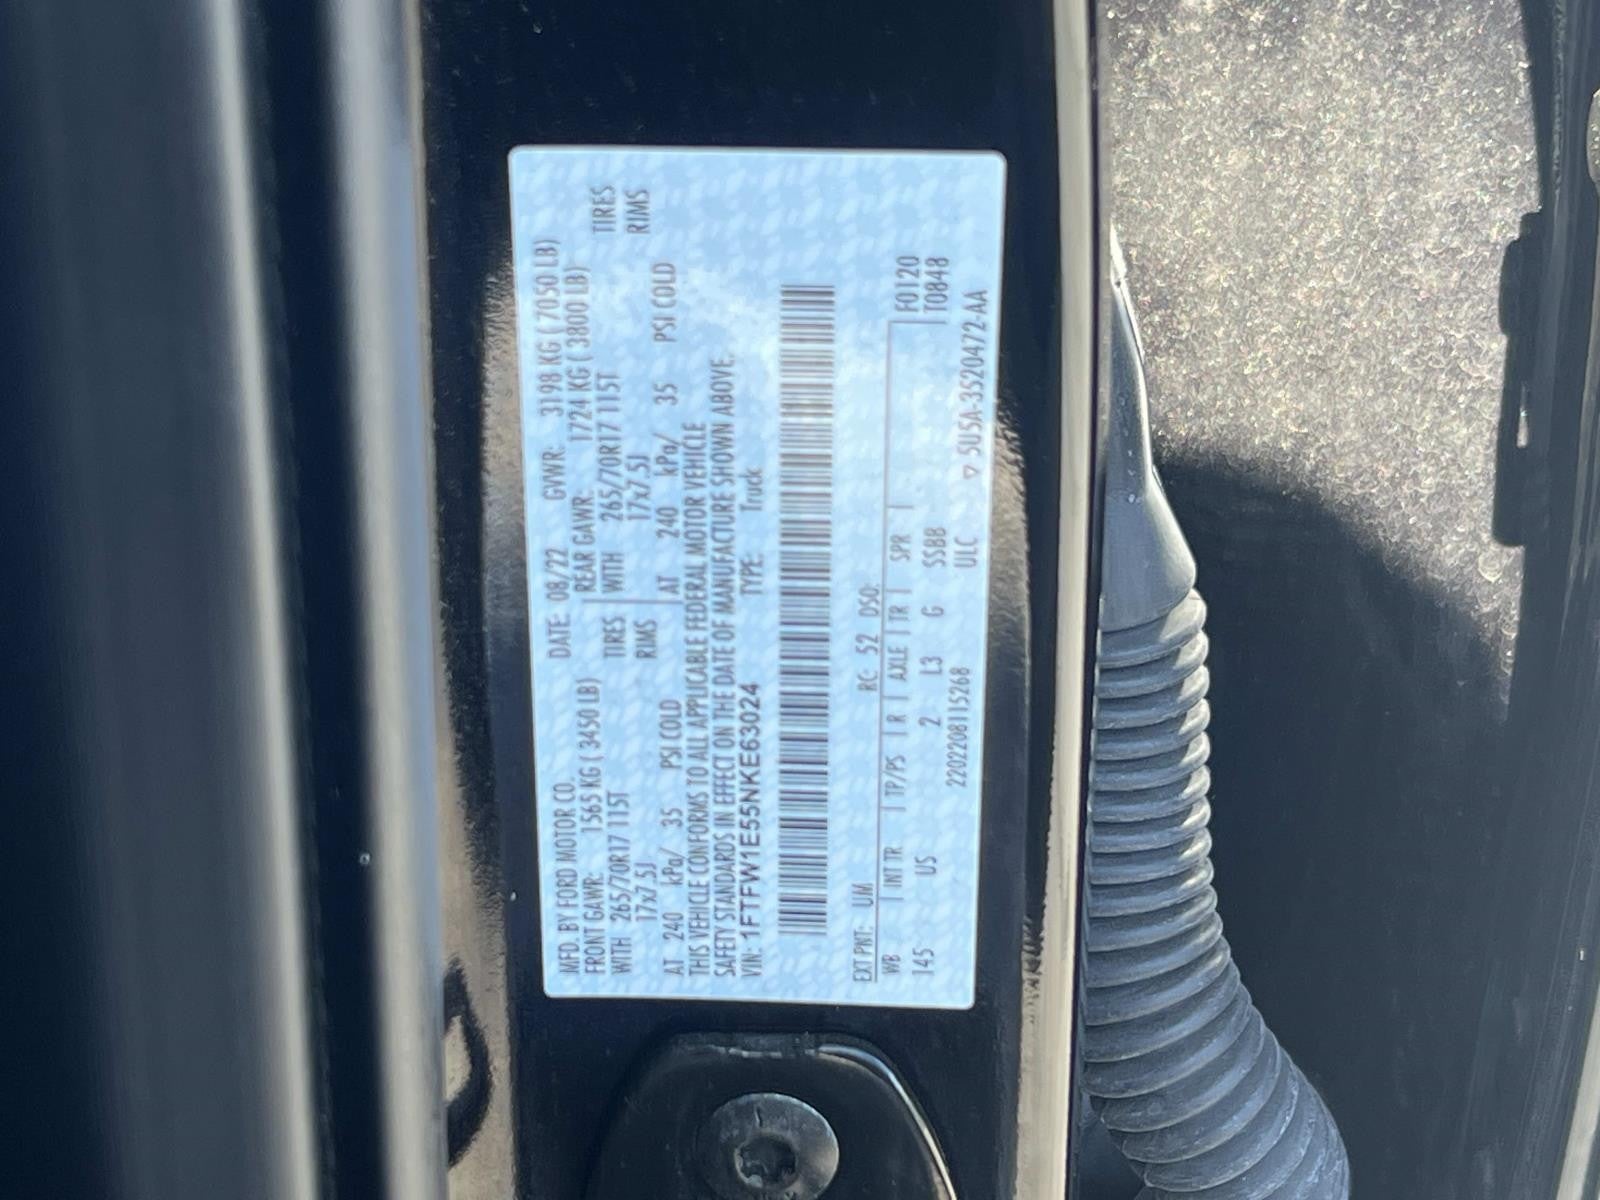 MFD. BY FORD MOTOR CO. DATE: 08/22 GVWR: 3198 KG ( 7050 LB)
FRONT GAWR: 1565 KG ( 3450 LB) REAR GAWR: 1724 KG ( 3800 LB)
WITH 265/70R17 115T TIRES WITH 265/70R17 115T TIRES
17x7.5J RIMS 17x7.5J RIMS
AT 240 kPa/ 35 PSI COLD AT 240 kPa/ 35 PSI COLD
THIS VEHICLE CONFORMS TO ALL APPLICABLE FEDERAL MOTOR VEHICLE
SAFETY STANDARDS IN EFFECT ON THE DATE OF MANUFACTURE SHOWN ABOVE.
VIN: 1FTFW1E55NKE63024 TYPE: Truck
EXT PNT: UM RC: 52 DSO:
WB INT TR TP/PS R AXLE TR SPR F0120
145 US 2 L3 G SSBB T0848
2202208115268 ULC ▽ 5U5A-3520472-AA